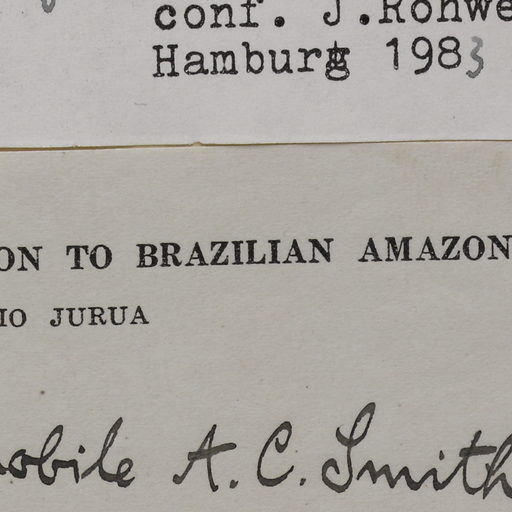 conf. J.Rohwe
Hamburg 1983
ON TO BRAZILIAN AMAZON
IO JURUA
obile A. C. Smith